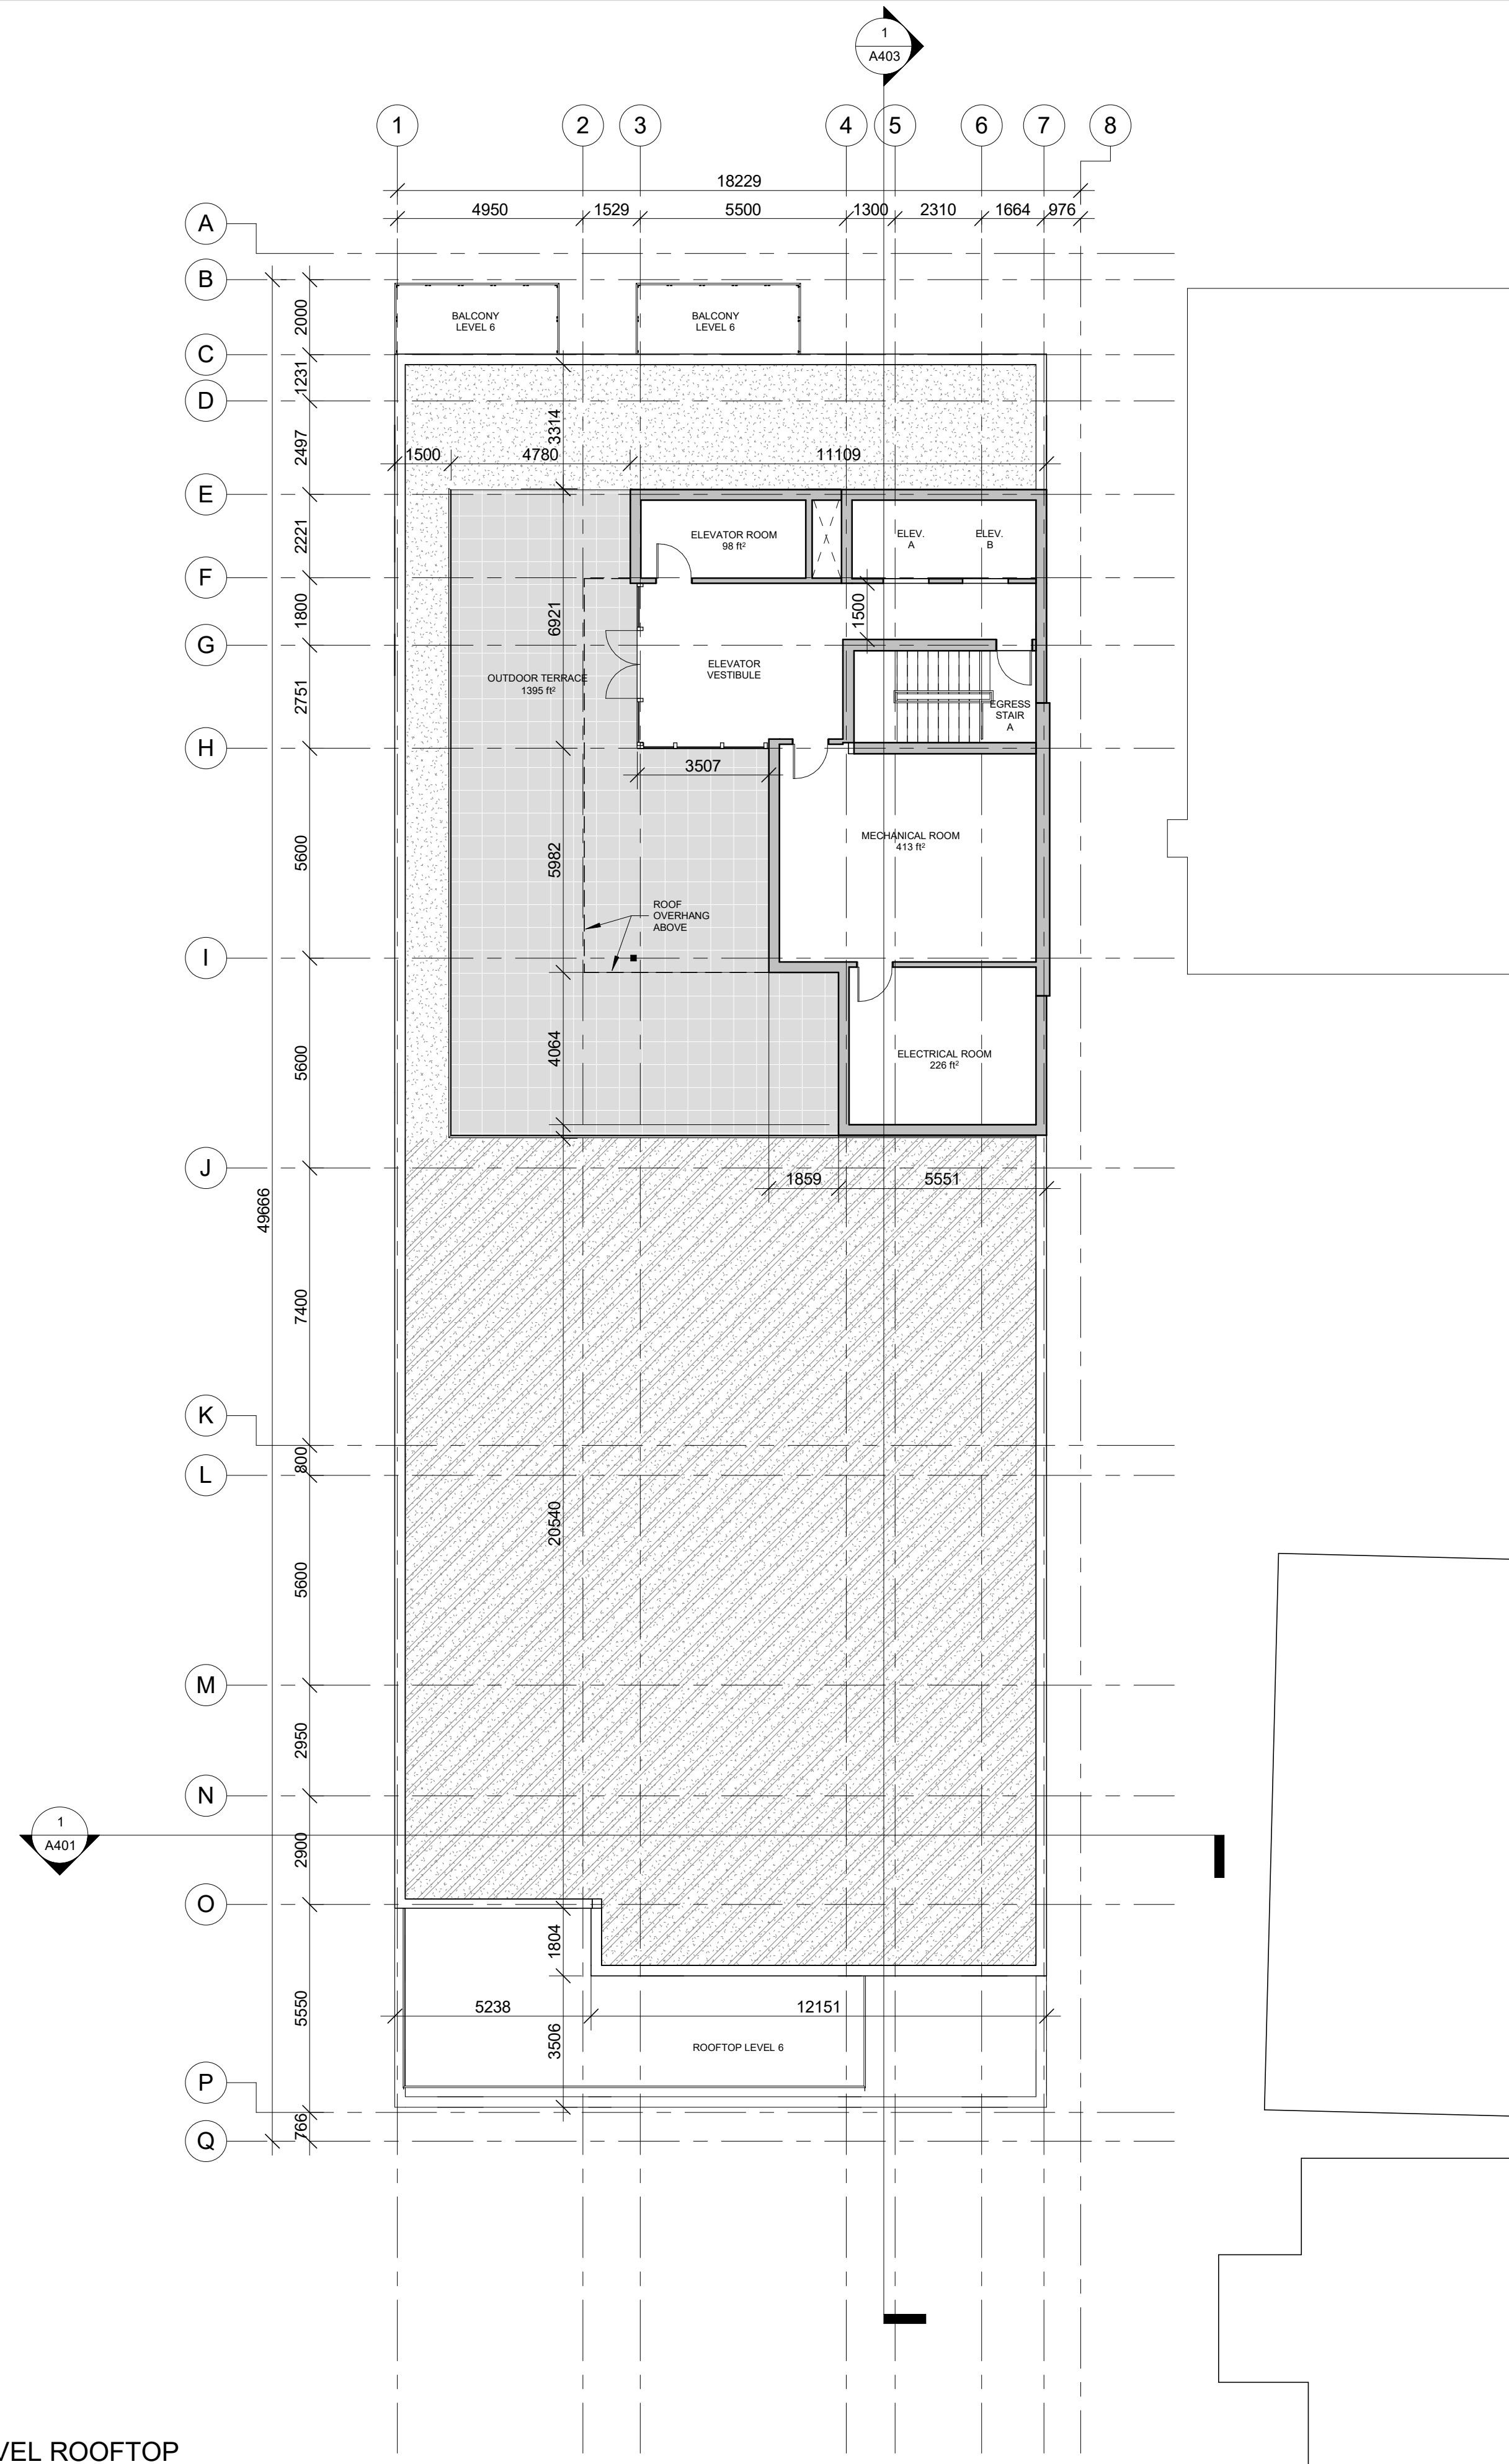 1
A403
1
2
3
4
5
6
7
8
18229
4950
1529
5500
1300
2310
1664
976
A
B
C
D
E
F
G
H
I
J
K
L
M
N
O
P
Q
2000
1231
2497
2221
1800
2751
5600
5600
7400
800
5600
2950
2900
5550
766
49666
BALCONY
LEVEL 6
BALCONY
LEVEL 6
3314
1500
4780
11109
ELEVATOR ROOM
98 ft²
ELEV.
A
ELEV.
B
6921
1500
ELEVATOR
VESTIBULE
OUTDOOR TERRACE
1395 ft²
EGRESS
STAIR
A
3507
MECHANICAL ROOM
413 ft²
5982
ROOF
OVERHANG
ABOVE
4064
ELECTRICAL ROOM
226 ft²
1859
5551
20540
1
A401
1804
5238
12151
3506
ROOFTOP LEVEL 6
VEL ROOFTOP